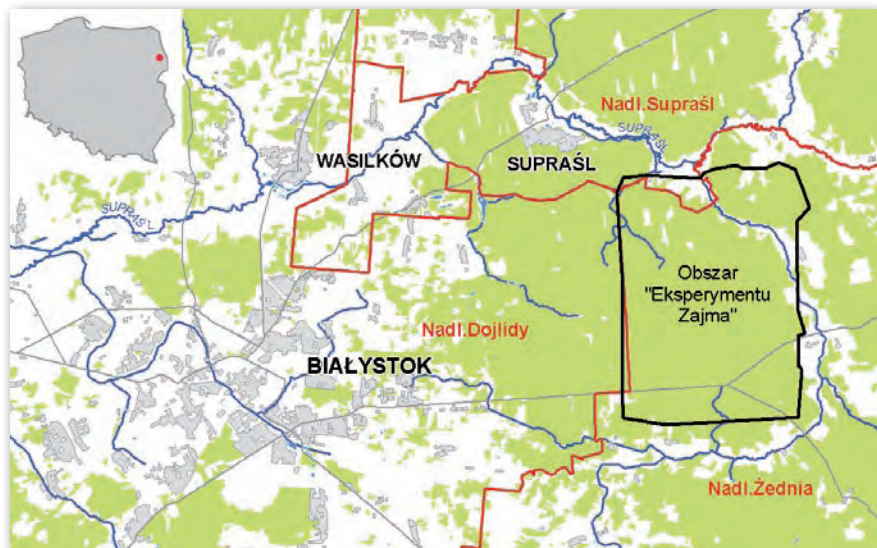 Nadl.Supraśl
SUPRAŚL
WASILKÓW
SUPRAŚL
SUPRAŚL
Obszar
"Eksperymentu
Zajma"
Nadl.Dojlidy
BIAŁYSTOK
Nadl.Żednia